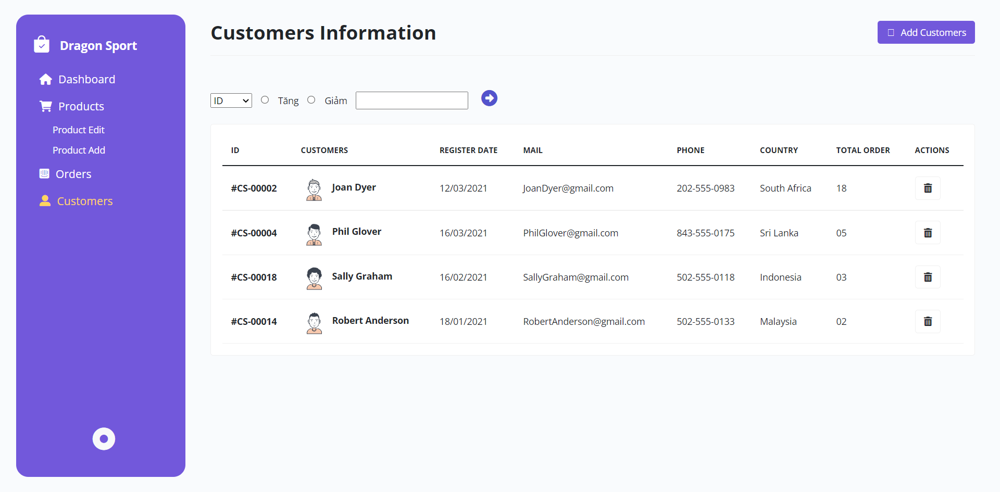 Dragon Sport
Dashboard
Products
Product Edit
Product Add
Orders
Customers
Customers Information
Add Customers
ID Tăng Giảm
ID CUSTOMERS REGISTER DATE MAIL PHONE COUNTRY TOTAL ORDER ACTIONS
#CS-00002 Joan Dyer 12/03/2021 JoanDyer@gmail.com 202-555-0983 South Africa 18
#CS-00004 Phil Glover 16/03/2021 PhilGlover@gmail.com 843-555-0175 Sri Lanka 05
#CS-00018 Sally Graham 16/02/2021 SallyGraham@gmail.com 502-555-0118 Indonesia 03
#CS-00014 Robert Anderson 18/01/2021 RobertAnderson@gmail.com 502-555-0133 Malaysia 02